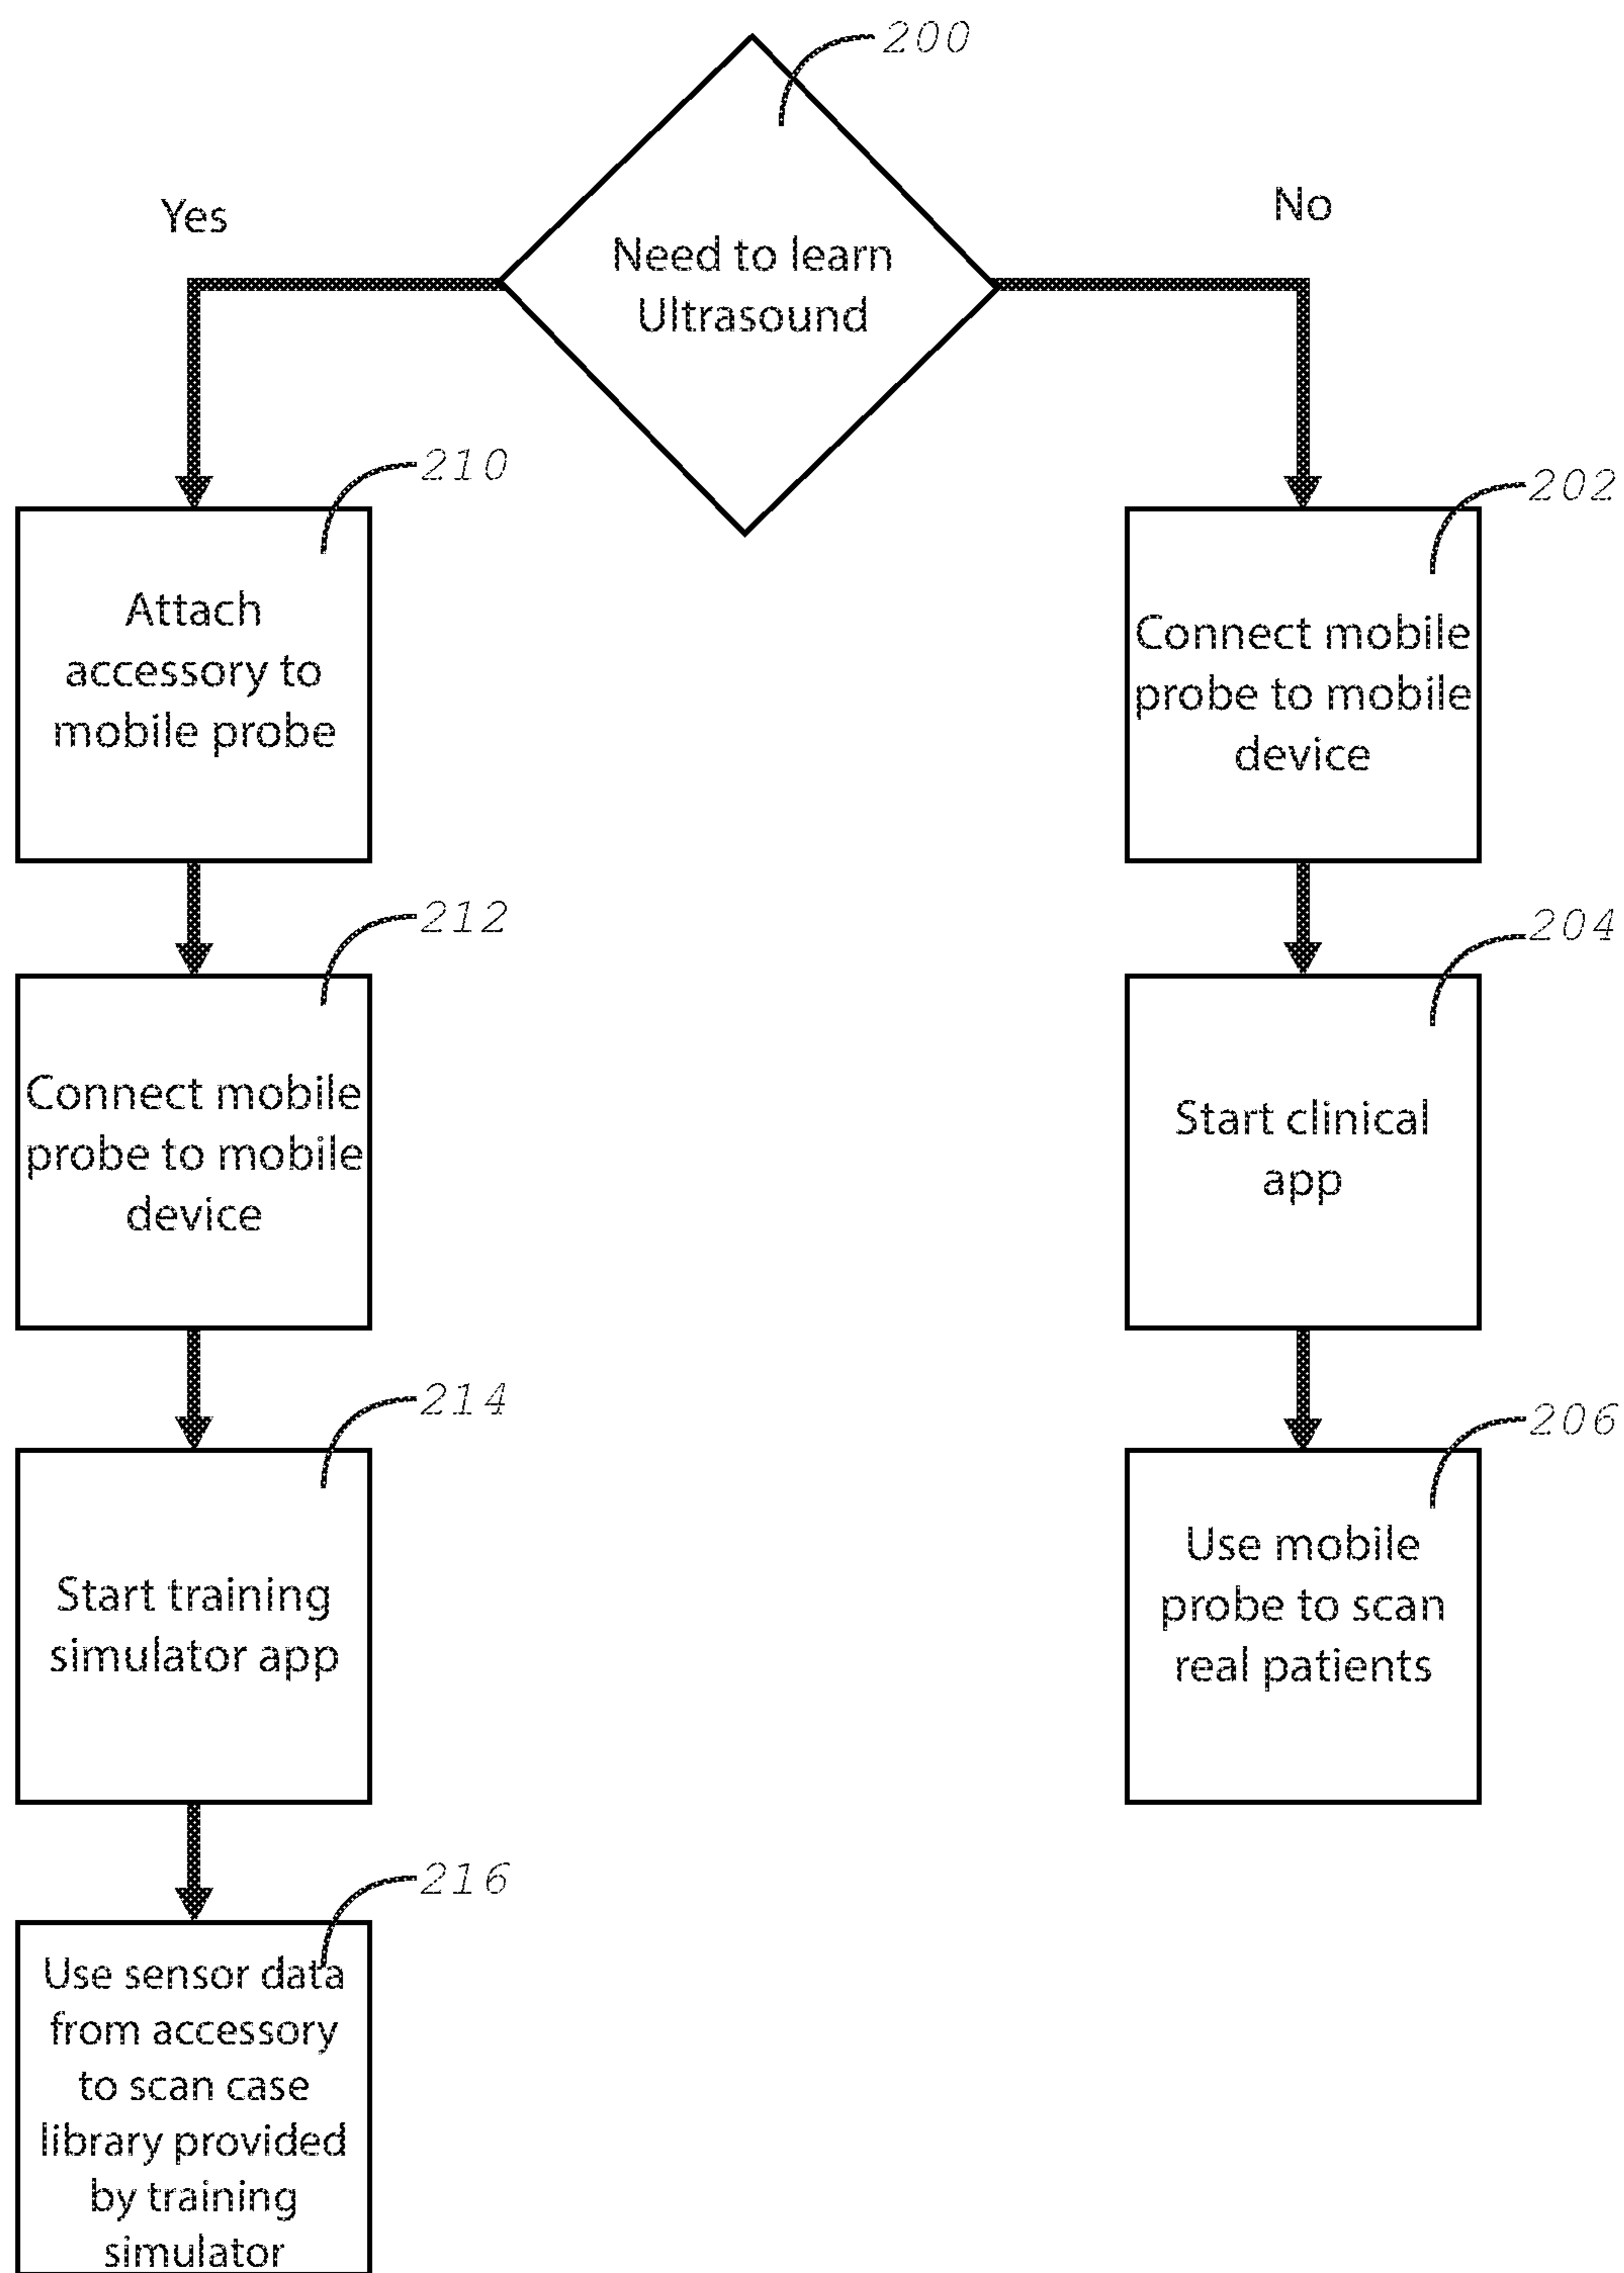 200
Yes
No
Need to learn
Ultrasound
210
Attach
accessory to
mobile probe
202
Connect mobile
probe to mobile
device
212
Connect mobile
probe to mobile
device
204
Start clinical
app
214
Start training
simulator app
206
Use mobile
probe to scan
real patients
216
Use sensor data
from accessory
to scan case
library provided
by training
simulator